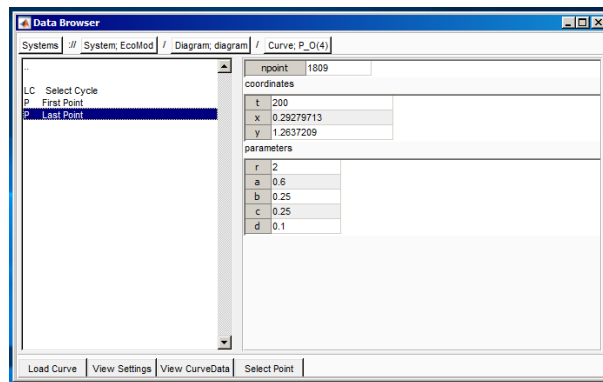 Data Browser
Systems :// System; EcoMod / Diagram; diagram / Curve; P_O(4)
..
LC Select Cycle
P First Point
P Last Point
npoint 1809
coordinates
t 200
x 0.29279713
y 1.2637209
parameters
r 2
a 0.6
b 0.25
c 0.25
d 0.1
Load Curve View Settings View CurveData Select Point